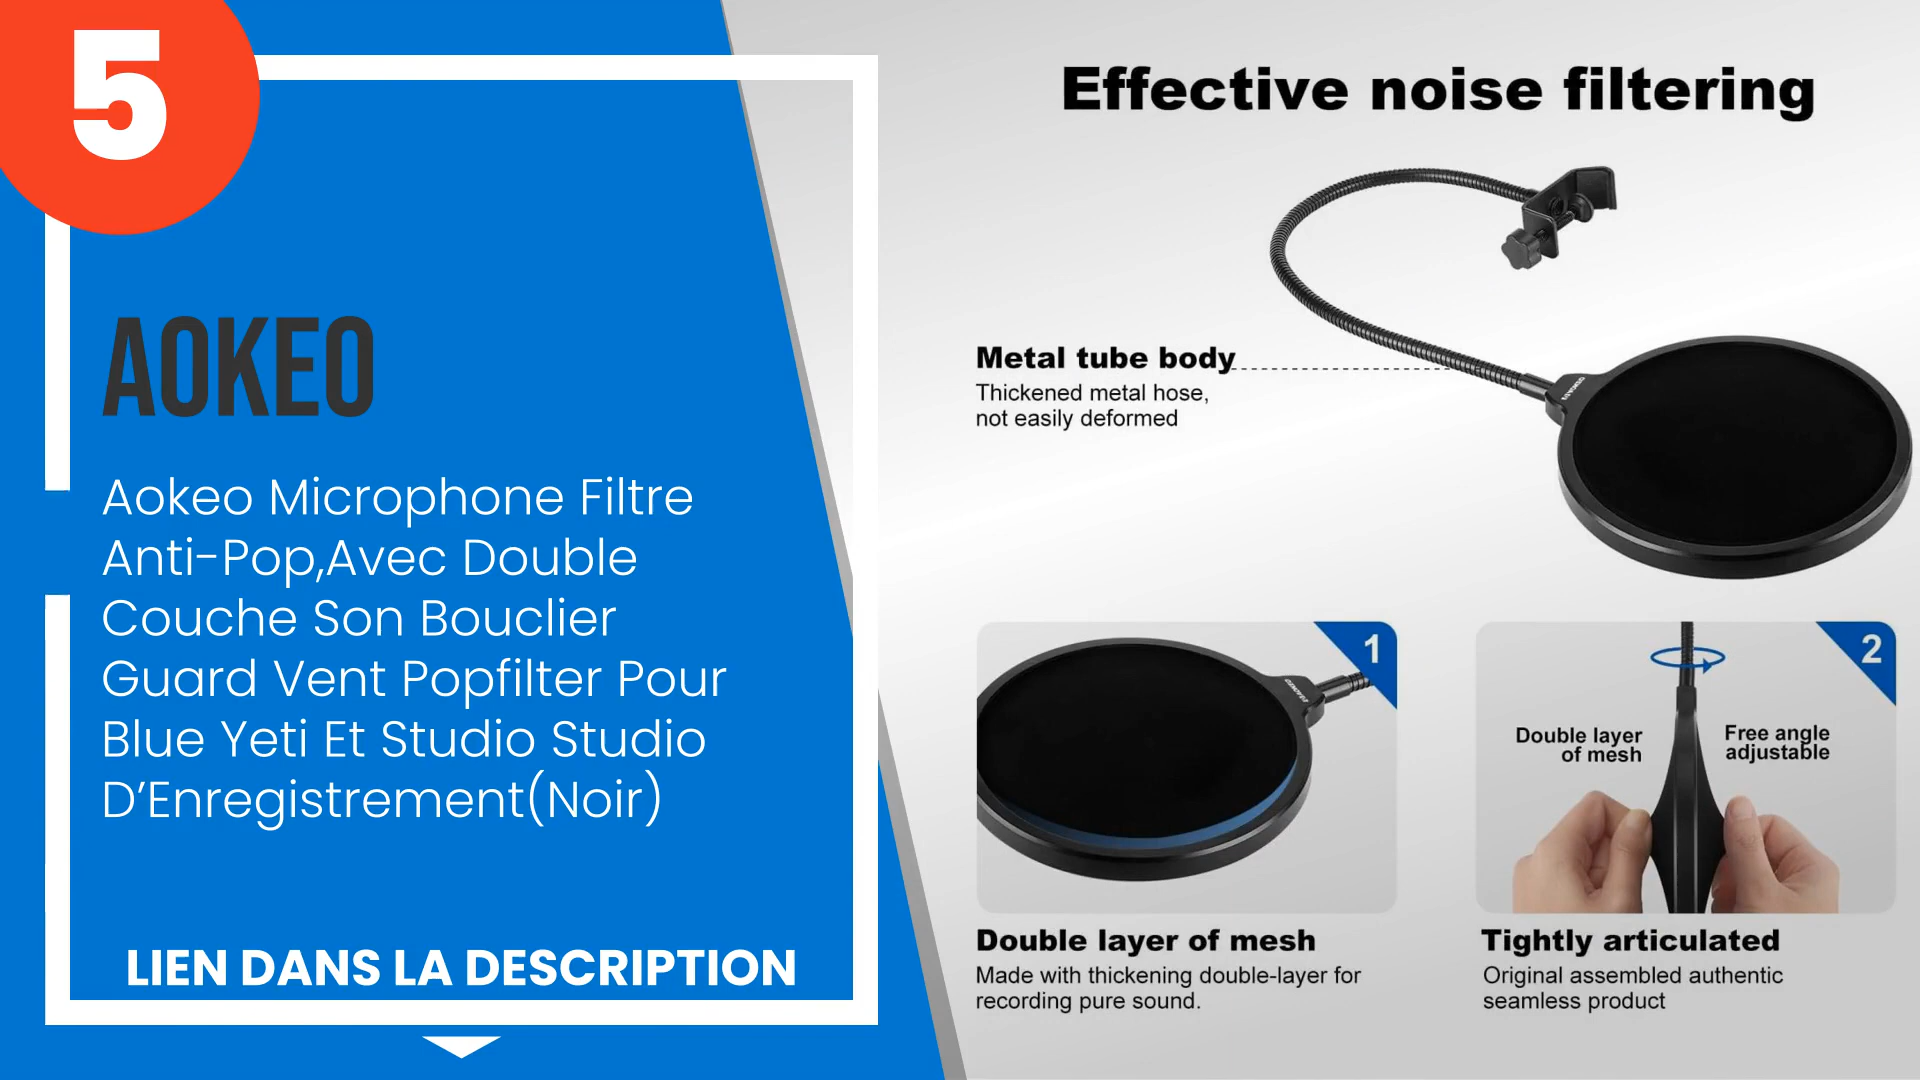 5
AOKEO
Aokeo Microphone Filtre
Anti-Pop,Avec Double
Couche Son Bouclier
Guard Vent Popfilter Pour
Blue Yeti Et Studio Studio
D’Enregistrement(Noir)
LIEN DANS LA DESCRIPTION
Effective noise filtering
Metal tube body
Thickened metal hose,
not easily deformed
1
Double layer of mesh
Made with thickening double-layer for
recording pure sound.
2
Double layer
of mesh
Free angle
adjustable
Tightly articulated
Original assembled authentic
seamless product